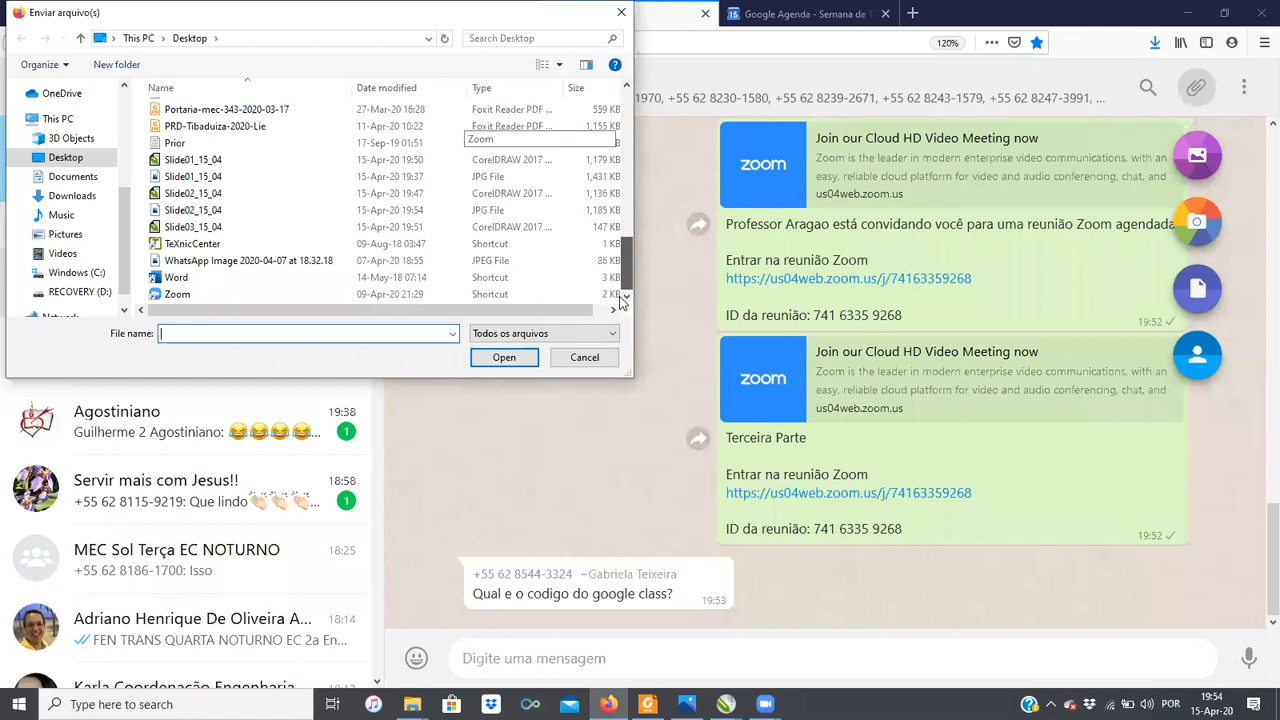 Enviar arquivo(s)
Google Agenda - Semana de 1
This PC
Desktop
Search Desktop
120%
Organize
New folder
Name
Date modified
Type
Size
OneDrive
This PC
3D Objects
Desktop
Documents
Downloads
Music
Pictures
Videos
Windows (C:)
RECOVERY (D:)
Portaria-mec-343-2020-03-17 27-Mar-20 16:28 Foxit Reader PDF ... 559 KB
PRD-Tibaduiza-2020-Lie 11-Apr-20 10:22 Foxit Reader PDF ... 1,155 KB
Prior 17-Sep-19 01:51
Zoom
Slide01_15_04 15-Apr-20 19:50 CorelDRAW 2017 ... 1,179 KB
Slide01_15_04 15-Apr-20 19:37 JPG File 1,431 KB
Slide02_15_04 15-Apr-20 19:47 CorelDRAW 2017 ... 1,136 KB
Slide02_15_04 15-Apr-20 19:54 JPG File 1,185 KB
Slide03_15_04 15-Apr-20 19:51 CorelDRAW 2017 ... 147 KB
TeXnicCenter 09-Aug-18 03:47 Shortcut 1 KB
WhatsApp Image 2020-04-07 at 18.32.18 07-Apr-20 18:55 JPEG File 86 KB
Word 14-May-18 07:14 Shortcut 3 KB
Zoom 09-Apr-20 21:29 Shortcut 2 KB
File name:
Todos os arquivos
Open
Cancel
1970, +55 62 8230-1580, +55 62 8239-2671, +55 62 8243-1579, +55 62 8247-3991, ...
zoom
Join our Cloud HD Video Meeting now
Zoom is the leader in modern enterprise video communications, with an
easy, reliable cloud platform for video and audio conferencing, chat, and
us04web.zoom.us
Professor Aragao está convidando você para uma reunião Zoom agendada
Entrar na reunião Zoom
https://us04web.zoom.us/j/74163359268
ID da reunião: 741 6335 9268
19:52
zoom
Join our Cloud HD Video Meeting now
Zoom is the leader in modern enterprise video communications, with an
easy, reliable cloud platform for video and audio conferencing, chat, and
us04web.zoom.us
Terceira Parte
Entrar na reunião Zoom
https://us04web.zoom.us/j/74163359268
ID da reunião: 741 6335 9268
19:52
+55 62 8544-3324 ~Gabriela Teixeira
Qual e o codigo do google class?
19:53
Digite uma mensagem
Agostiniano 19:38
Guilherme 2 Agostiniano: 😂😂😂😂... 1
Servir mais com Jesus!! 18:58
+55 62 8115-9219: Que lindo👏🏻👏🏻👏🏻... 1
MEC Sol Terça EC NOTURNO 18:25
+55 62 8186-1700: Isso
Adriano Henrique De Oliveira A... 18:14
FEN TRANS QUARTA NOTURNO EC 2a En...
Karla Coordenação Engenharia
Type here to search
POR
19:54
15-Apr-20